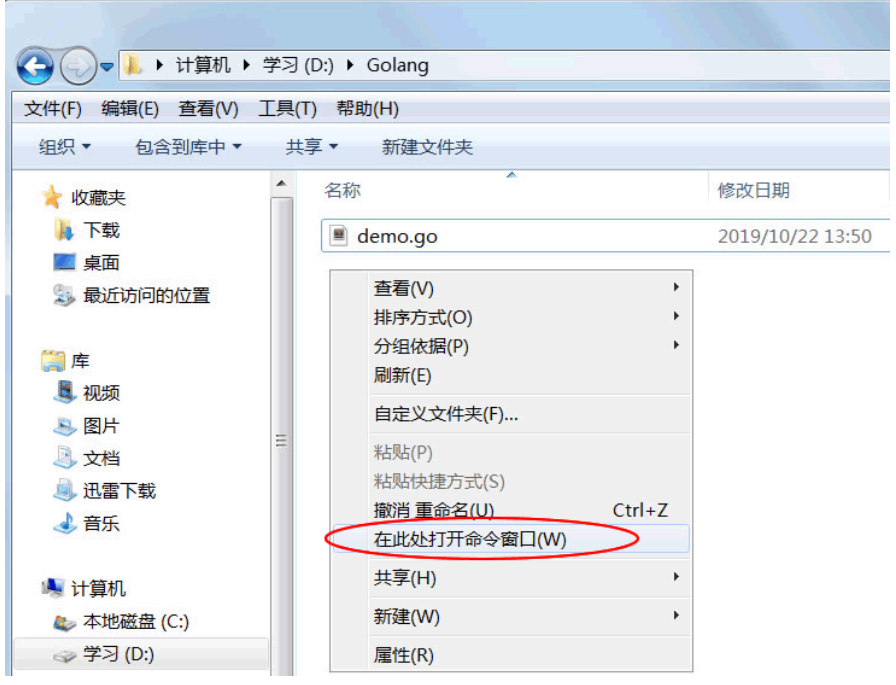 计算机 学习 (D:) Golang
文件(F) 编辑(E) 查看(V) 工具(T) 帮助(H)
组织 包含到库中 共享 新建文件夹
收藏夹
下载
桌面
最近访问的位置
库
视频
图片
文档
迅雷下载
音乐
计算机
本地磁盘 (C:)
学习 (D:)
名称 修改日期
demo.go 2019/10/22 13:50
查看(V)
排序方式(O)
分组依据(P)
刷新(E)
自定义文件夹(F)...
粘贴(P)
粘贴快捷方式(S)
撤消 重命名(U) Ctrl+Z
在此处打开命令窗口(W)
共享(H)
新建(W)
属性(R)